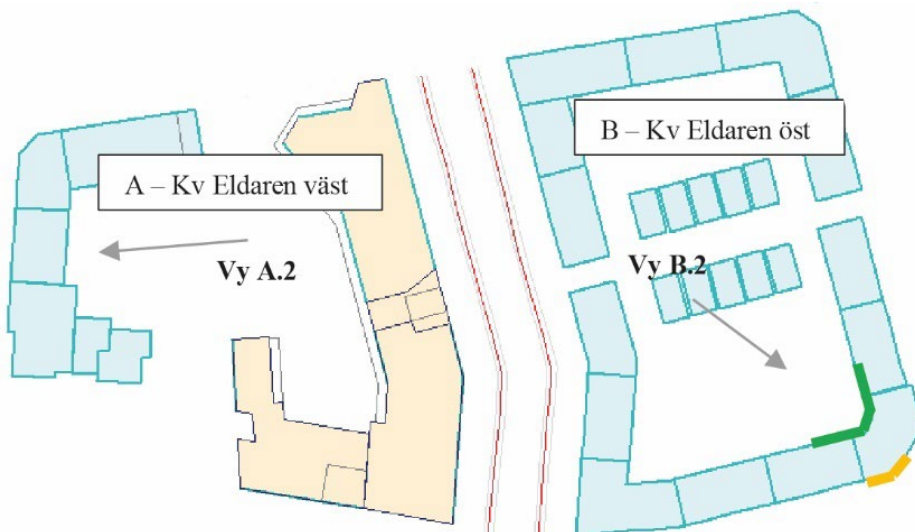 B – Kv Eldaren öst
A – Kv Eldaren väst
Vy A.2
Vy B.2